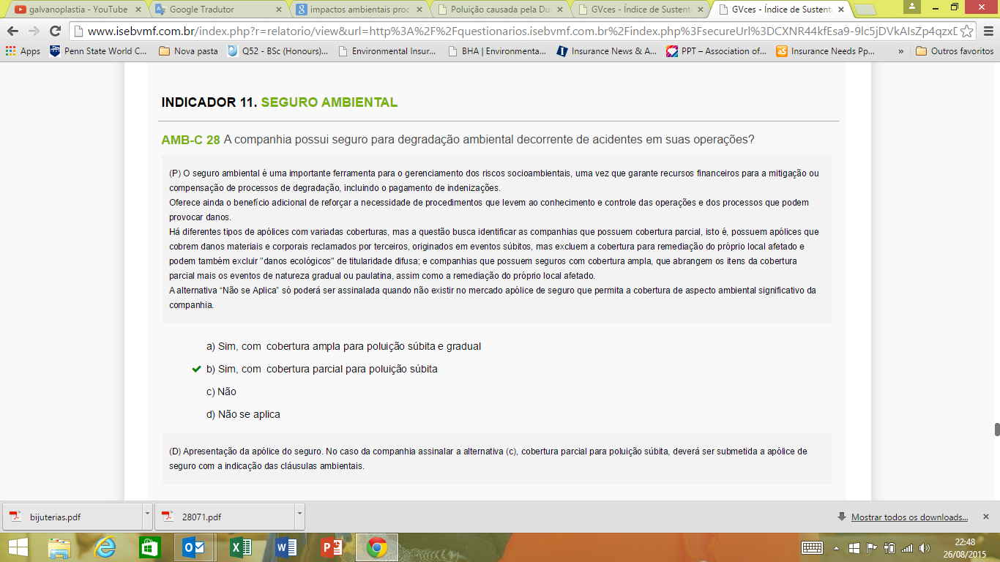 galvanoplastia - YouTube
Google Tradutor
impactos ambientais proc
Poluição causada pela Du
GVces - Índice de Sustent
GVces - Índice de Sustent
www.isebvmf.com.br/index.php?r=relatorio/view&url=http%3A%2F%2Fquestionarios.isebvmf.com.br%2Findex.php%3FsecureUrl%3DCXNR44kfEsa9-9lc5jDVkAIsZp4qzxD
Apps
Penn State World C...
Nova pasta
Q52 - BSc (Honours)...
Environmental Insur...
BHA | Environmenta...
Insurance News & A...
PPT – Association of...
Insurance Needs Pp...
»
Outros favoritos
INDICADOR 11. SEGURO AMBIENTAL
AMB-C 28 A companhia possui seguro para degradação ambiental decorrente de acidentes em suas operações?
(P) O seguro ambiental é uma importante ferramenta para o gerenciamento dos riscos socioambientais, uma vez que garante recursos financeiros para a mitigação ou
compensação de processos de degradação, incluindo o pagamento de indenizações.
Oferece ainda o benefício adicional de reforçar a necessidade de procedimentos que levem ao conhecimento e controle das operações e dos processos que podem
provocar danos.
Há diferentes tipos de apólices com variadas coberturas, mas a questão busca identificar as companhias que possuem cobertura parcial, isto é, possuem apólices que
cobrem danos materiais e corporais reclamados por terceiros, originados em eventos súbitos, mas excluem a cobertura para remediação do próprio local afetado e
podem também excluir "danos ecológicos" de titularidade difusa; e companhias que possuem seguros com cobertura ampla, que abrangem os itens da cobertura
parcial mais os eventos de natureza gradual ou paulatina, assim como a remediação do próprio local afetado.
A alternativa “Não se Aplica” só poderá ser assinalada quando não existir no mercado apólice de seguro que permita a cobertura de aspecto ambiental significativo da
companhia.
a) Sim, com cobertura ampla para poluição súbita e gradual
b) Sim, com cobertura parcial para poluição súbita
c) Não
d) Não se aplica
(D) Apresentação da apólice do seguro. No caso da companhia assinalar a alternativa (c), cobertura parcial para poluição súbita, deverá ser submetida a apólice de
seguro com a indicação das cláusulas ambientais.
bijuterias.pdf
28071.pdf
Mostrar todos os downloads...
22:48
26/08/2015